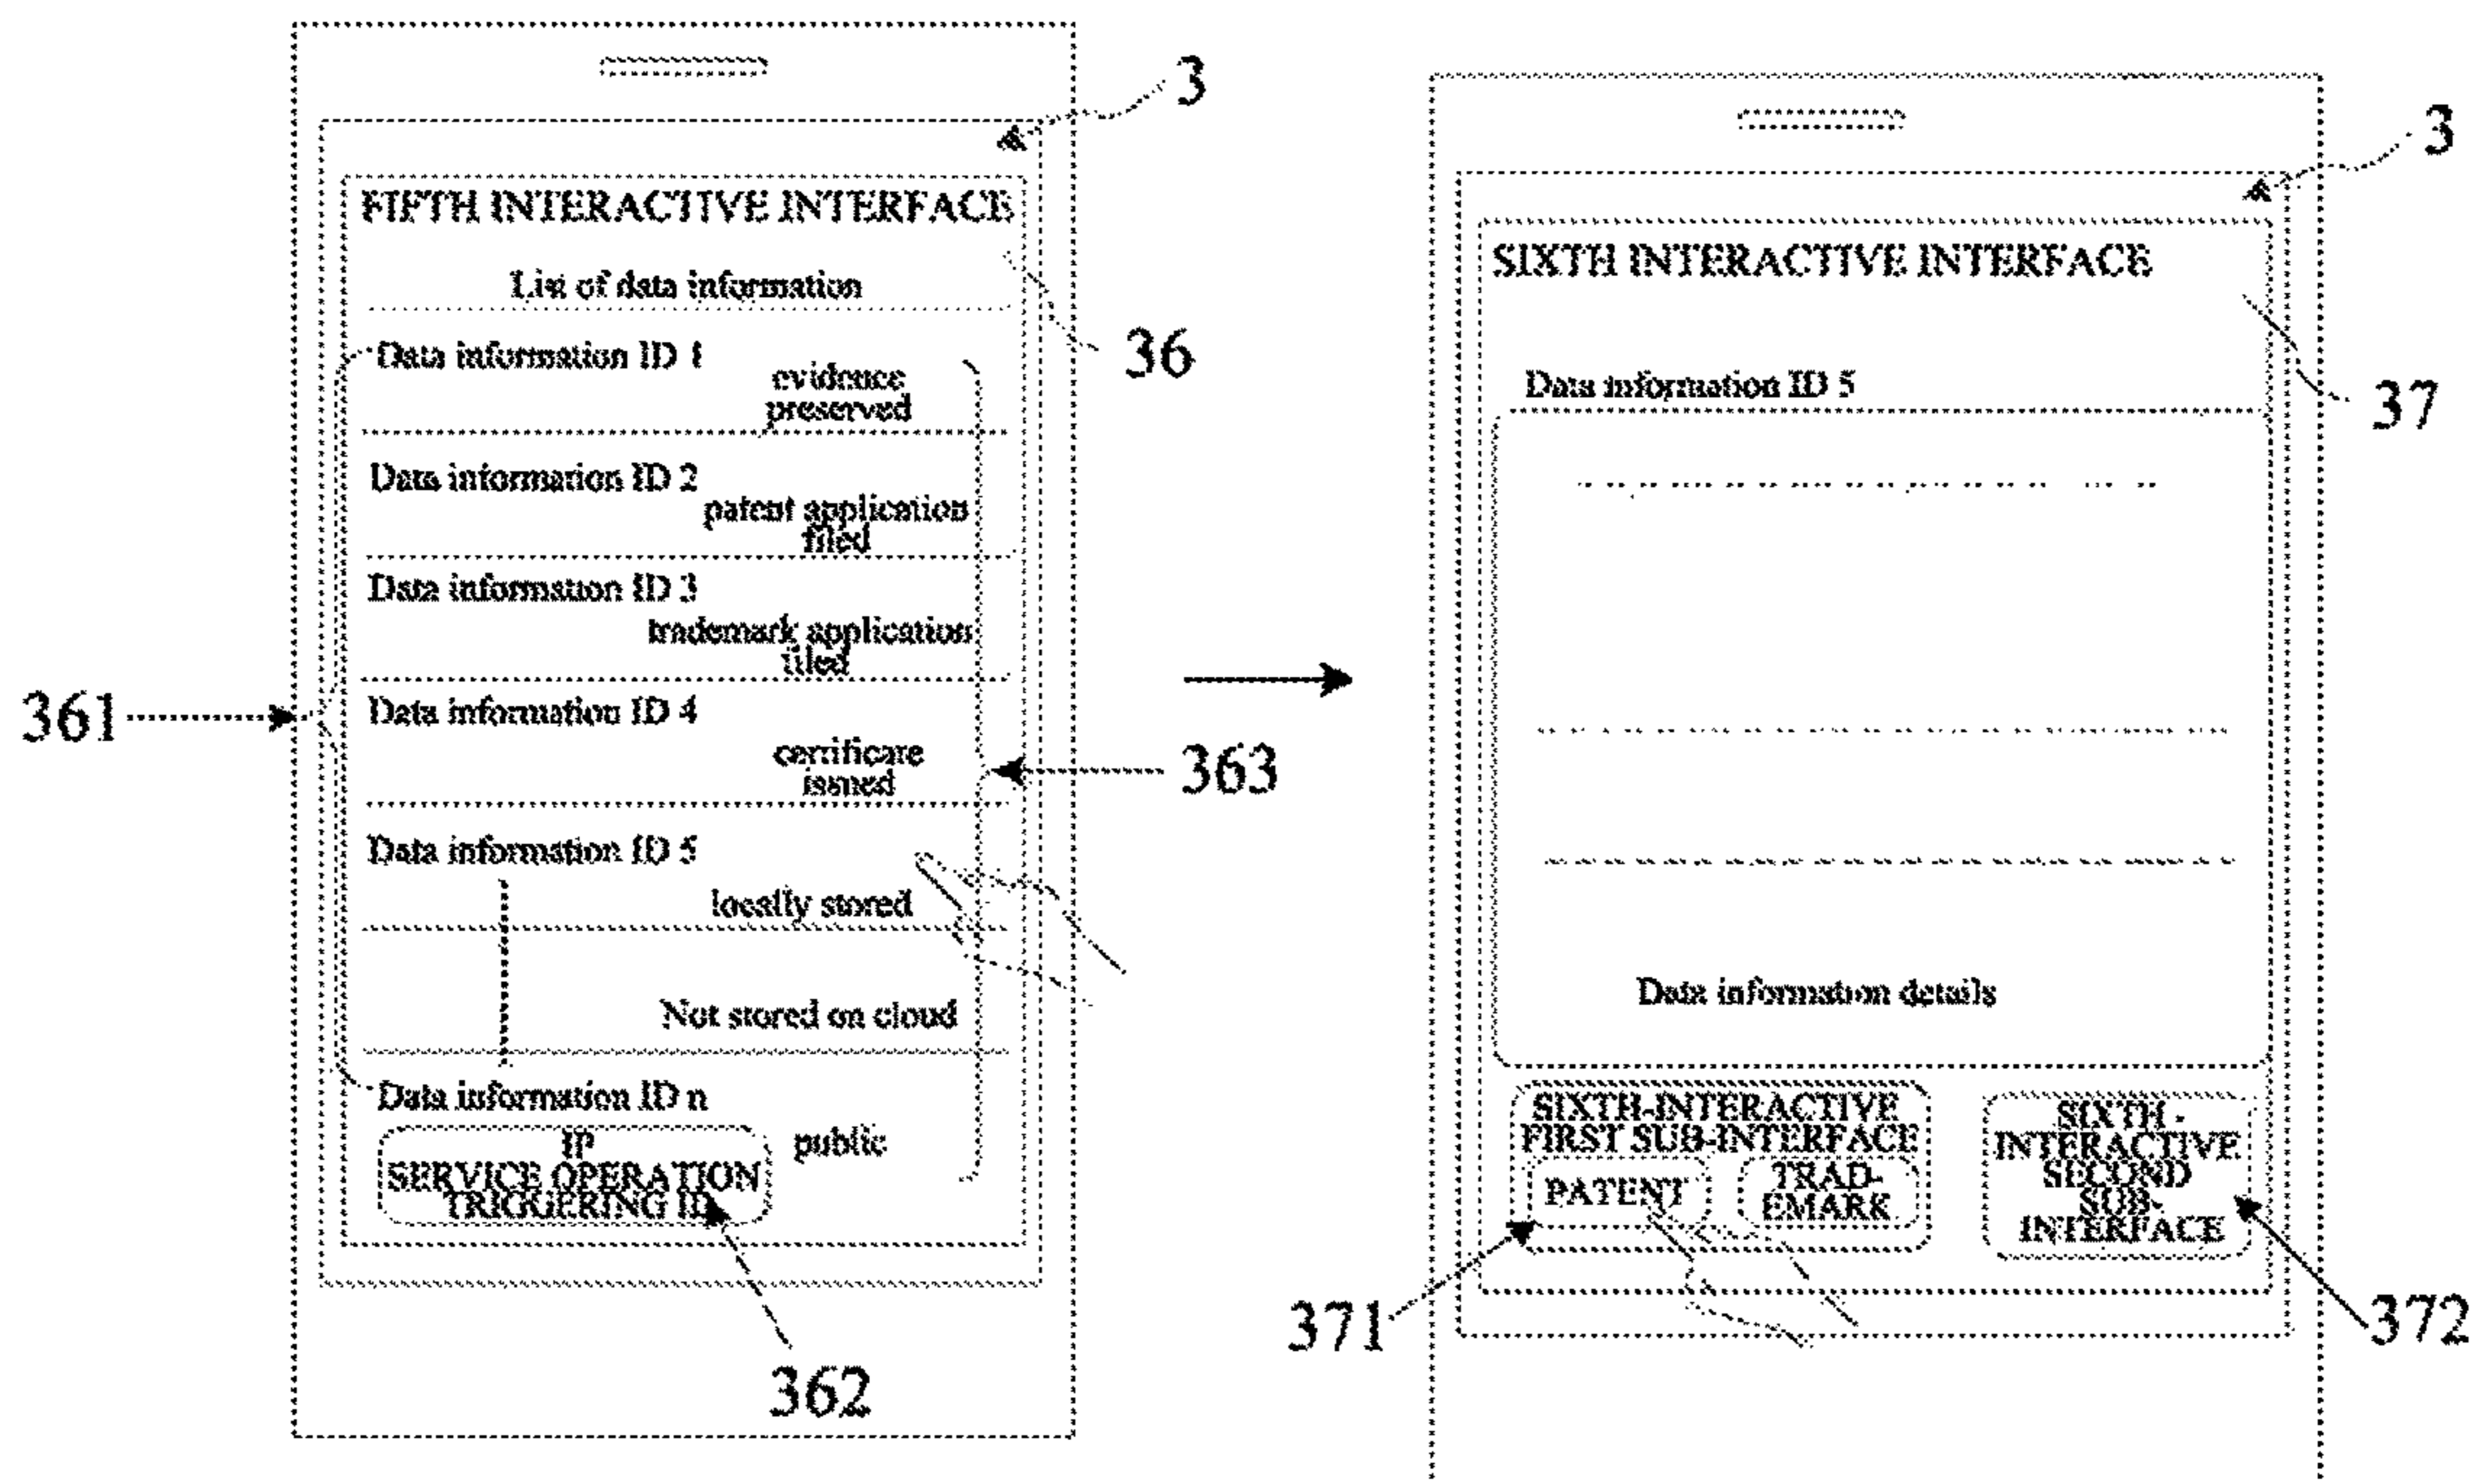 3
FIFTH INTERACTIVE INTERFACE
List of data information
36
Data information ID 1
evidence
preserved
Data information ID 2
patent application
filed
Data information ID 3
trademark application
filed
361
Data information ID 4
certificate
issued
363
Data information ID 5
locally stored
Not stored on cloud
Data information ID n
public
IP
SERVICE OPERATION
TRIGGERING ID
362
3
SIXTH INTERACTIVE INTERFACE
37
Data information ID 5
Data information details
SIXTH-INTERACTIVE
FIRST SUB-INTERFACE
PATENT
TRAD-
EMARK
371
SIXTH -
INTERACTIVE
SECOND
SUB-
INTERFACE
372